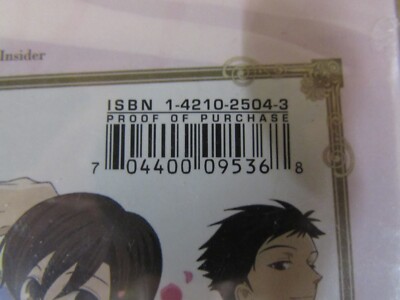 Insider
ISBN 1-4210-2504-3
PROOF OF PURCHASE
7 04400 09536 8